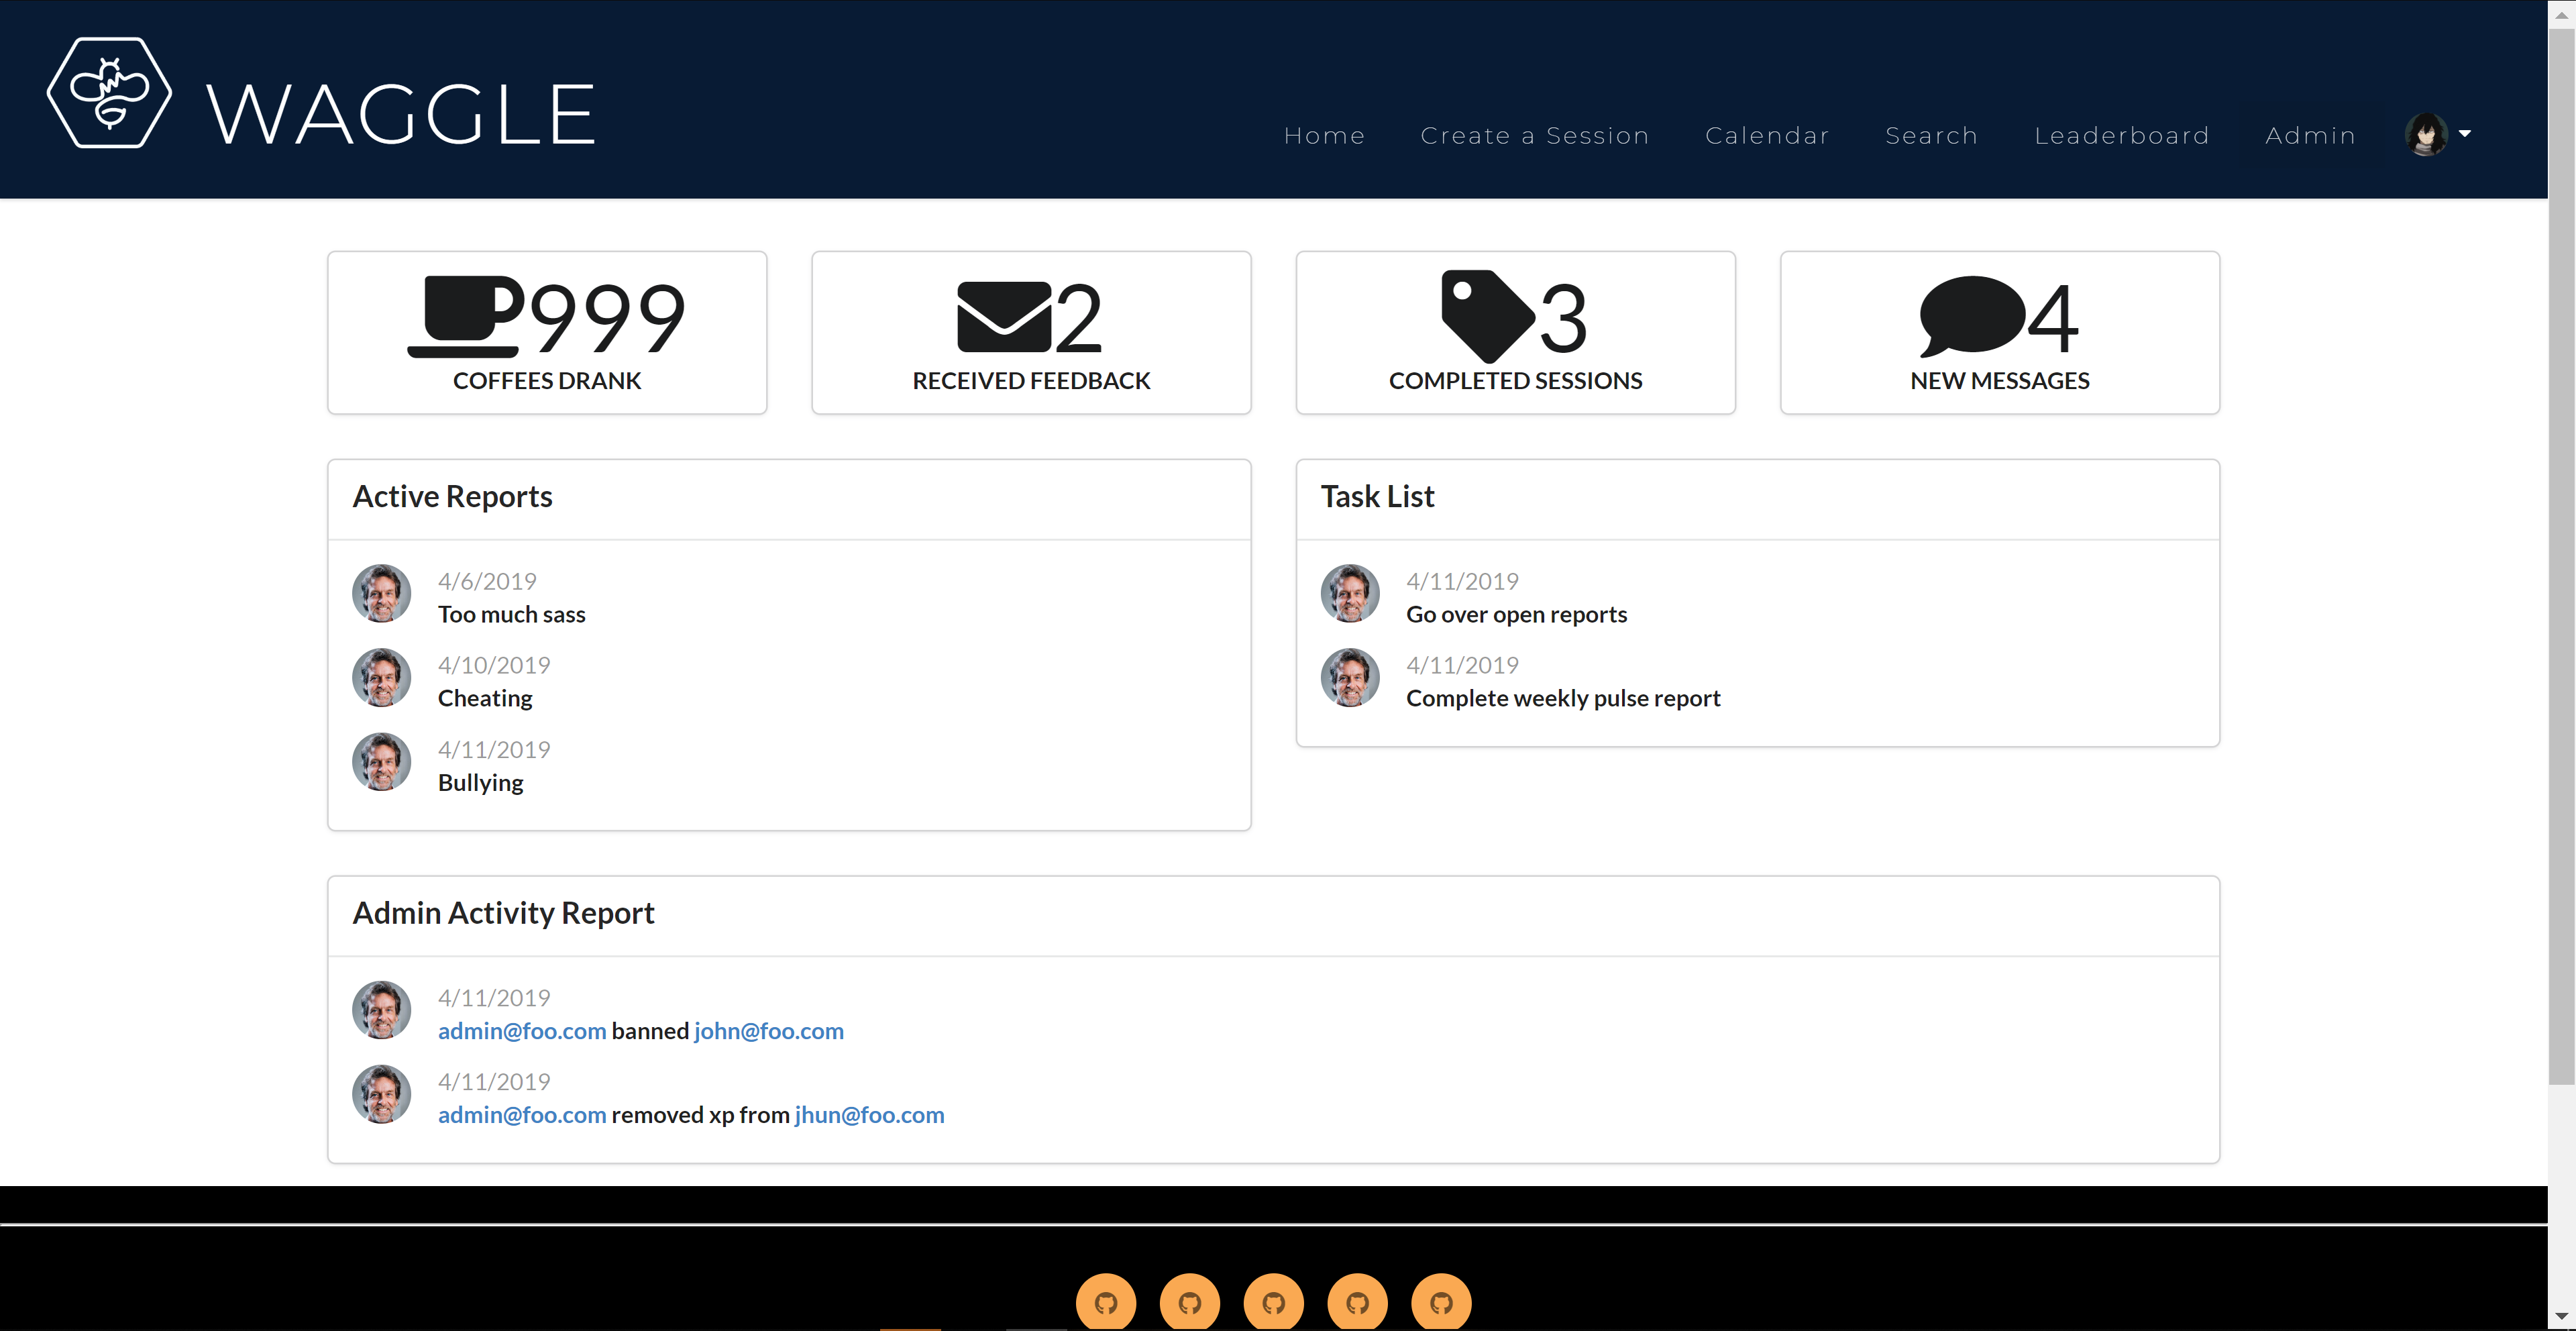 WAGGLE
Home Create a Session Calendar Search Leaderboard Admin
999
COFFEES DRANK
2
RECEIVED FEEDBACK
3
COMPLETED SESSIONS
4
NEW MESSAGES
Active Reports
4/6/2019
Too much sass
4/10/2019
Cheating
4/11/2019
Bullying
Task List
4/11/2019
Go over open reports
4/11/2019
Complete weekly pulse report
Admin Activity Report
4/11/2019
admin@foo.com banned john@foo.com
4/11/2019
admin@foo.com removed xp from jhun@foo.com